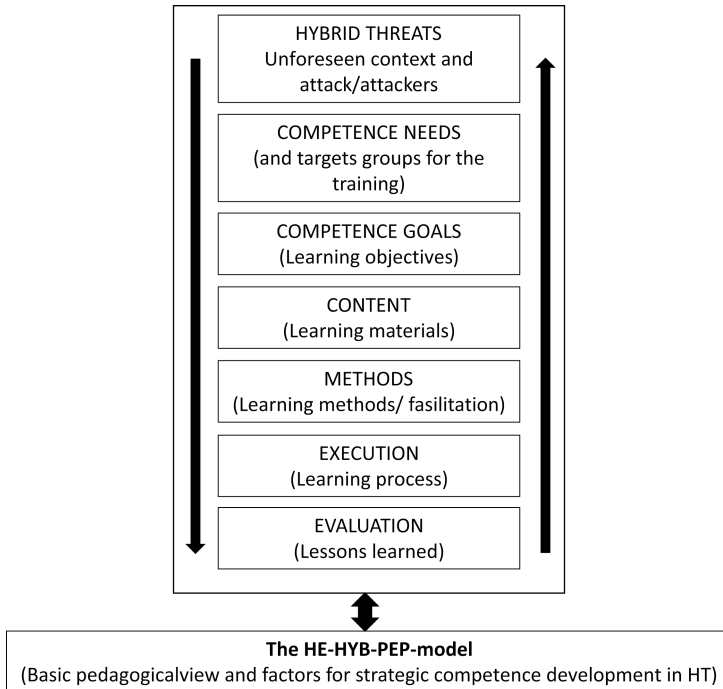 HYBRID THREATS
Unforeseen context and
attack/attackers
COMPETENCE NEEDS
(and targets groups for the
training)
COMPETENCE GOALS
(Learning objectives)
CONTENT
(Learning materials)
METHODS
(Learning methods/ fasilitation)
EXECUTION
(Learning process)
EVALUATION
(Lessons learned)
The HE-HYB-PEP-model
(Basic pedagogicalview and factors for strategic competence development in HT)